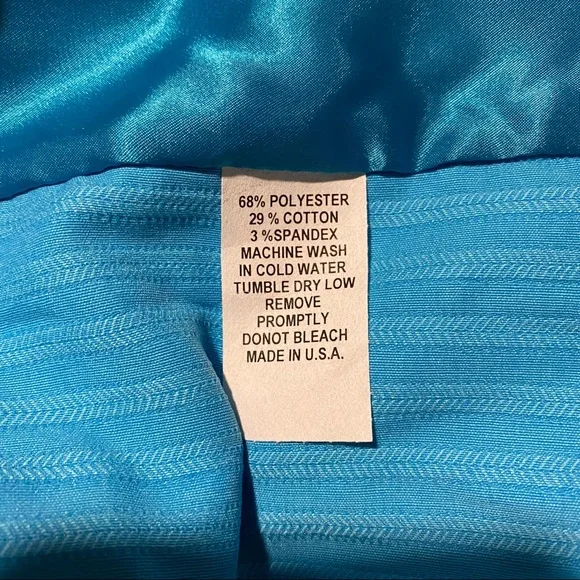 68% POLYESTER
29 % COTTON
3 %SPANDEX
MACHINE WASH
IN COLD WATER
TUMBLE DRY LOW
REMOVE
PROMPTLY
DONOT BLEACH
MADE IN U.S.A.